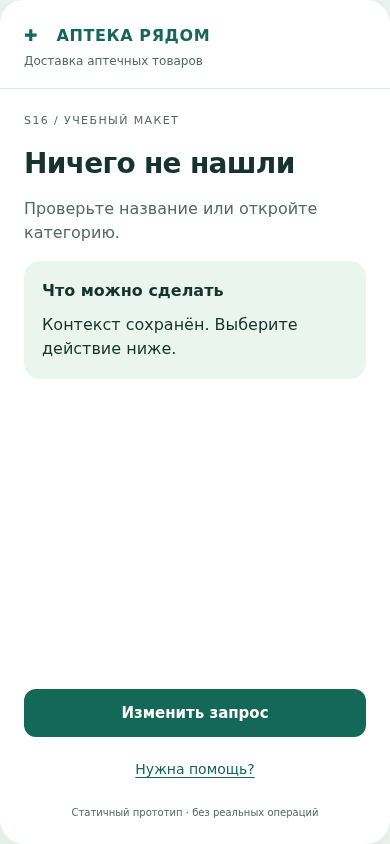 ✚ АПТЕКА РЯДОМ
Доставка аптечных товаров
S16 / УЧЕБНЫЙ МАКЕТ
Ничего не нашли
Проверьте название или откройте
категорию.
Что можно сделать
Контекст сохранён. Выберите
действие ниже.
Изменить запрос
Нужна помощь?
Статичный прототип · без реальных операций